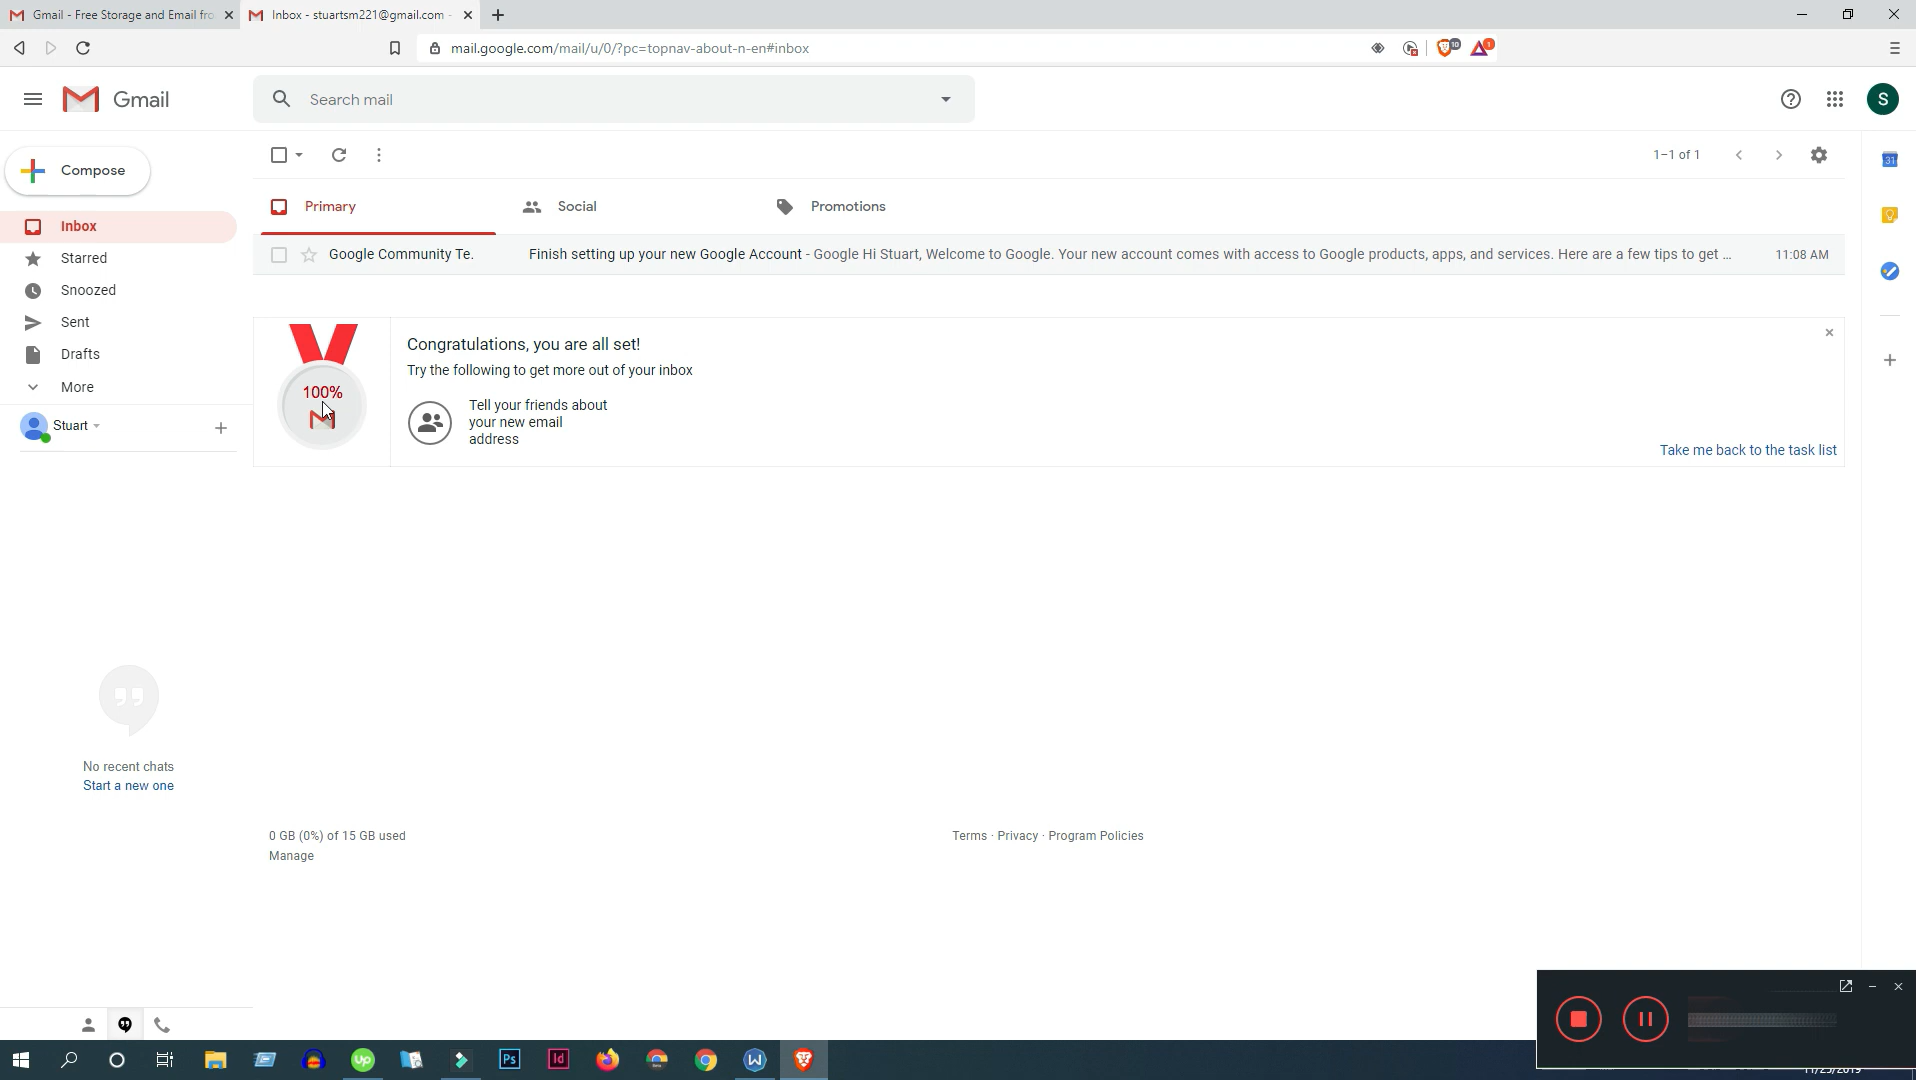 Gmail - Free Storage and Email fro
Inbox - stuartsm221@gmail.com -
mail.google.com/mail/u/0/?pc=topnav-about-n-en#inbox
10
1
Gmail
Search mail
S
Compose
1–1 of 1
31
Primary
Social
Promotions
Inbox
Starred
Snoozed
Sent
Drafts
More
Stuart
Google Community Te.
Finish setting up your new Google Account - Google Hi Stuart, Welcome to Google. Your new account comes with access to Google products, apps, and services. Here are a few tips to get ...
11:08 AM
100%
Congratulations, you are all set!
Try the following to get more out of your inbox
Tell your friends about
your new email
address
Take me back to the task list
No recent chats
Start a new one
0 GB (0%) of 15 GB used
Manage
Terms · Privacy · Program Policies
Up
Ps
Id
W